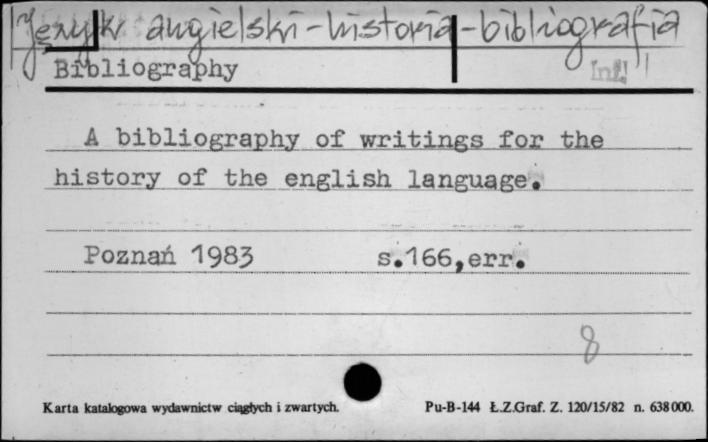 Język angielski-historia-bibliografia
Bibliography
Inf.
A bibliography of writings for the
history of the english language.
Poznań 1983 s.166,err.
8
Karta katalogowa wydawnictw ciągłych i zwartych. Pu-B-144 Ł.Z.Graf. Z. 120/15/82 n. 638000.